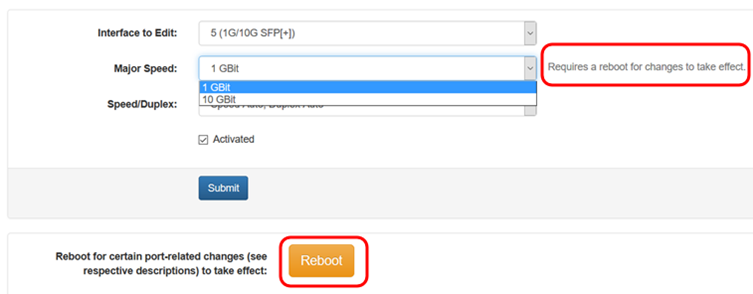 Interface to Edit: 5 (1G/10G SFP[+])
Major Speed: 1 GBit Requires a reboot for changes to take effect.
1 GBit
10 GBit
Speed/Duplex: Speed Auto, Duplex Auto
Activated
Submit
Reboot for certain port-related changes (see
respective descriptions) to take effect:
Reboot